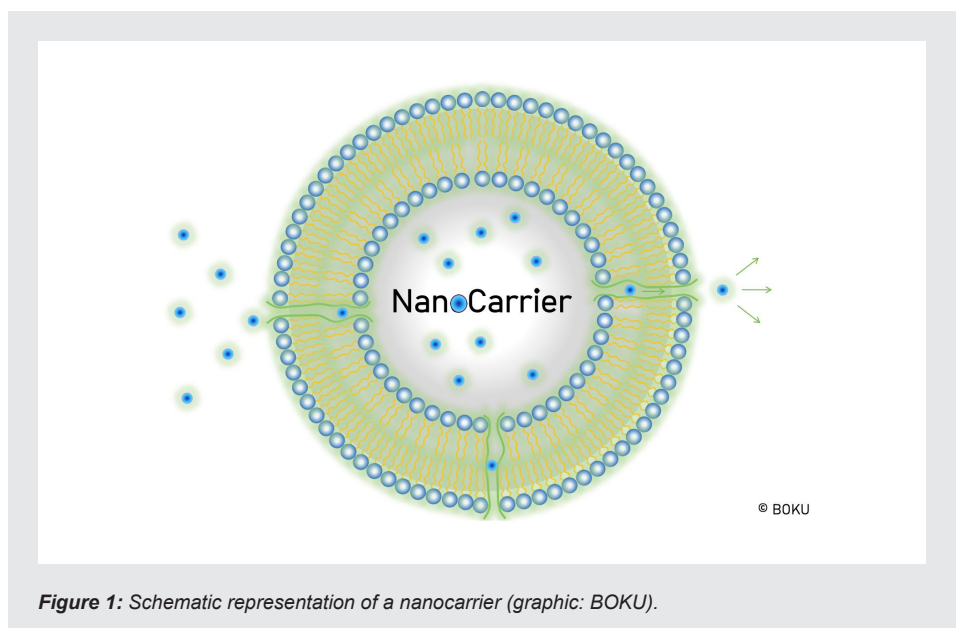 NanoCarrier
© BOKU
Figure 1: Schematic representation of a nanocarrier (graphic: BOKU).